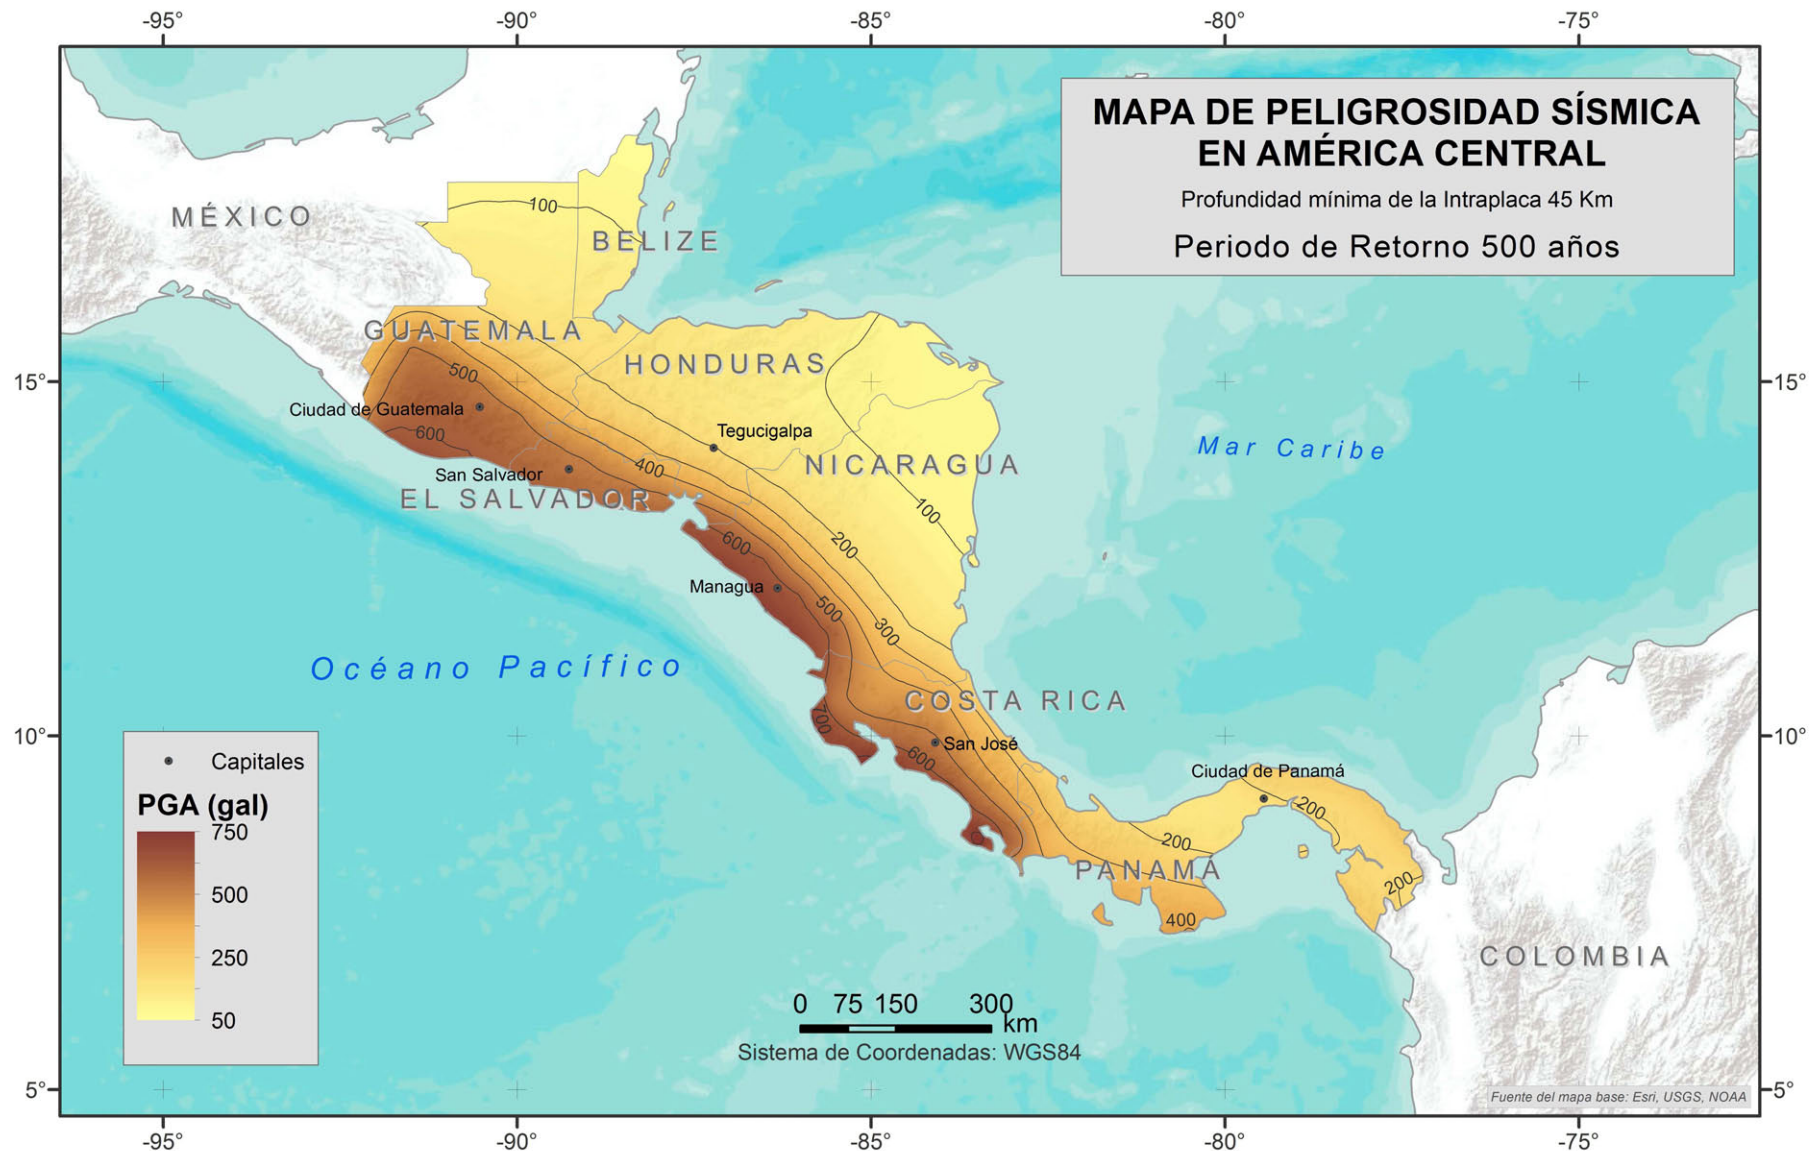 -95°
-90°
-85°
-80°
-75°
MAPA DE PELIGROSIDAD SÍSMICA
EN AMÉRICA CENTRAL
Profundidad mínima de la Intraplaca 45 Km
Periodo de Retorno 500 años
MÉXICO
100
BELIZE
GUATEMALA
HONDURAS
15°
500
15°
Ciudad de Guatemala
600
Tegucigalpa
Mar Caribe
San Salvador
400
NICARAGUA
EL SALVADOR
100
600
200
Managua
500
300
Océano Pacífico
COSTA RICA
700
10°
San José
10°
600
Ciudad de Panamá
200
200
PANAMÁ
200
400
COLOMBIA
Capitales
PGA (gal)
750
500
250
50
0 75 150 300
km
Sistema de Coordenadas: WGS84
5°
5°
Fuente del mapa base: Esri, USGS, NOAA
-95°
-90°
-85°
-80°
-75°